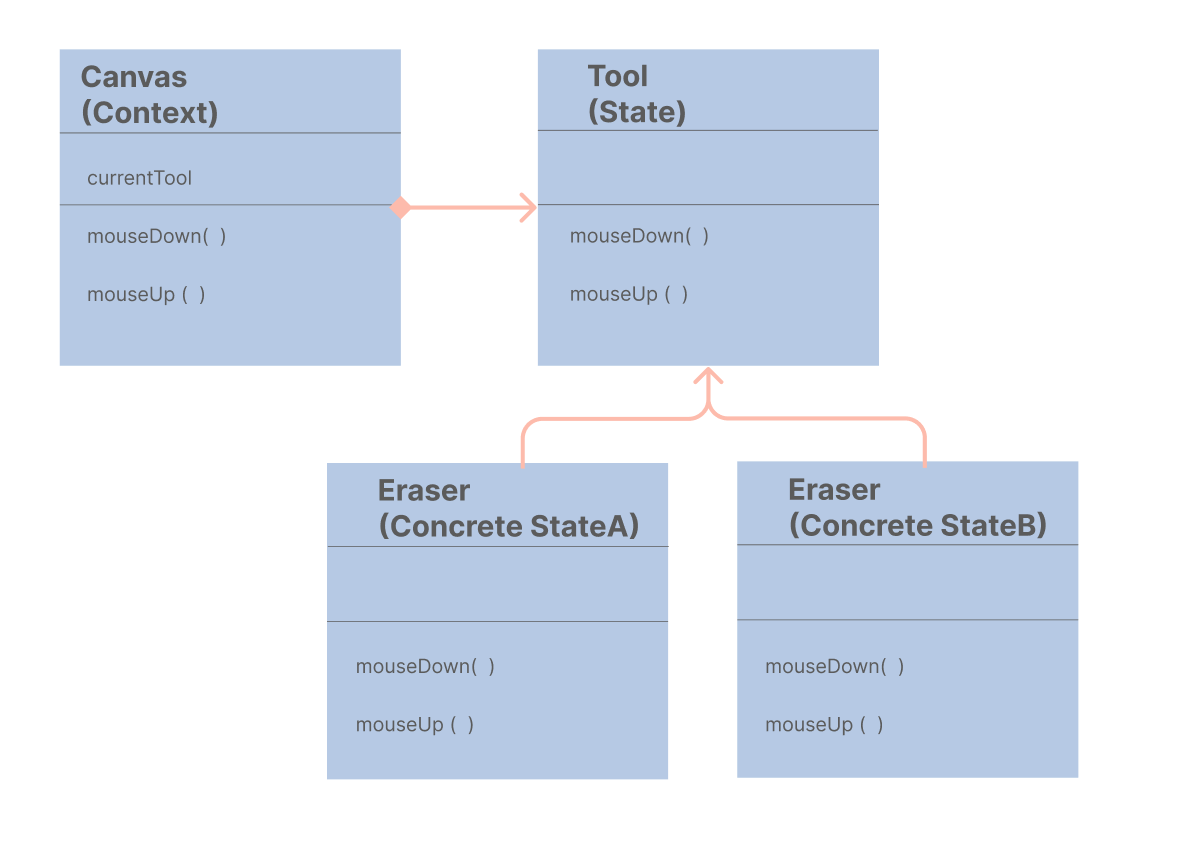 Canvas
(Context)
currentTool
mouseDown(  )
mouseUp (  )
Tool
(State)
mouseDown(  )
mouseUp (  )
Eraser
(Concrete StateA)
mouseDown(  )
mouseUp (  )
Eraser
(Concrete StateB)
mouseDown(  )
mouseUp (  )